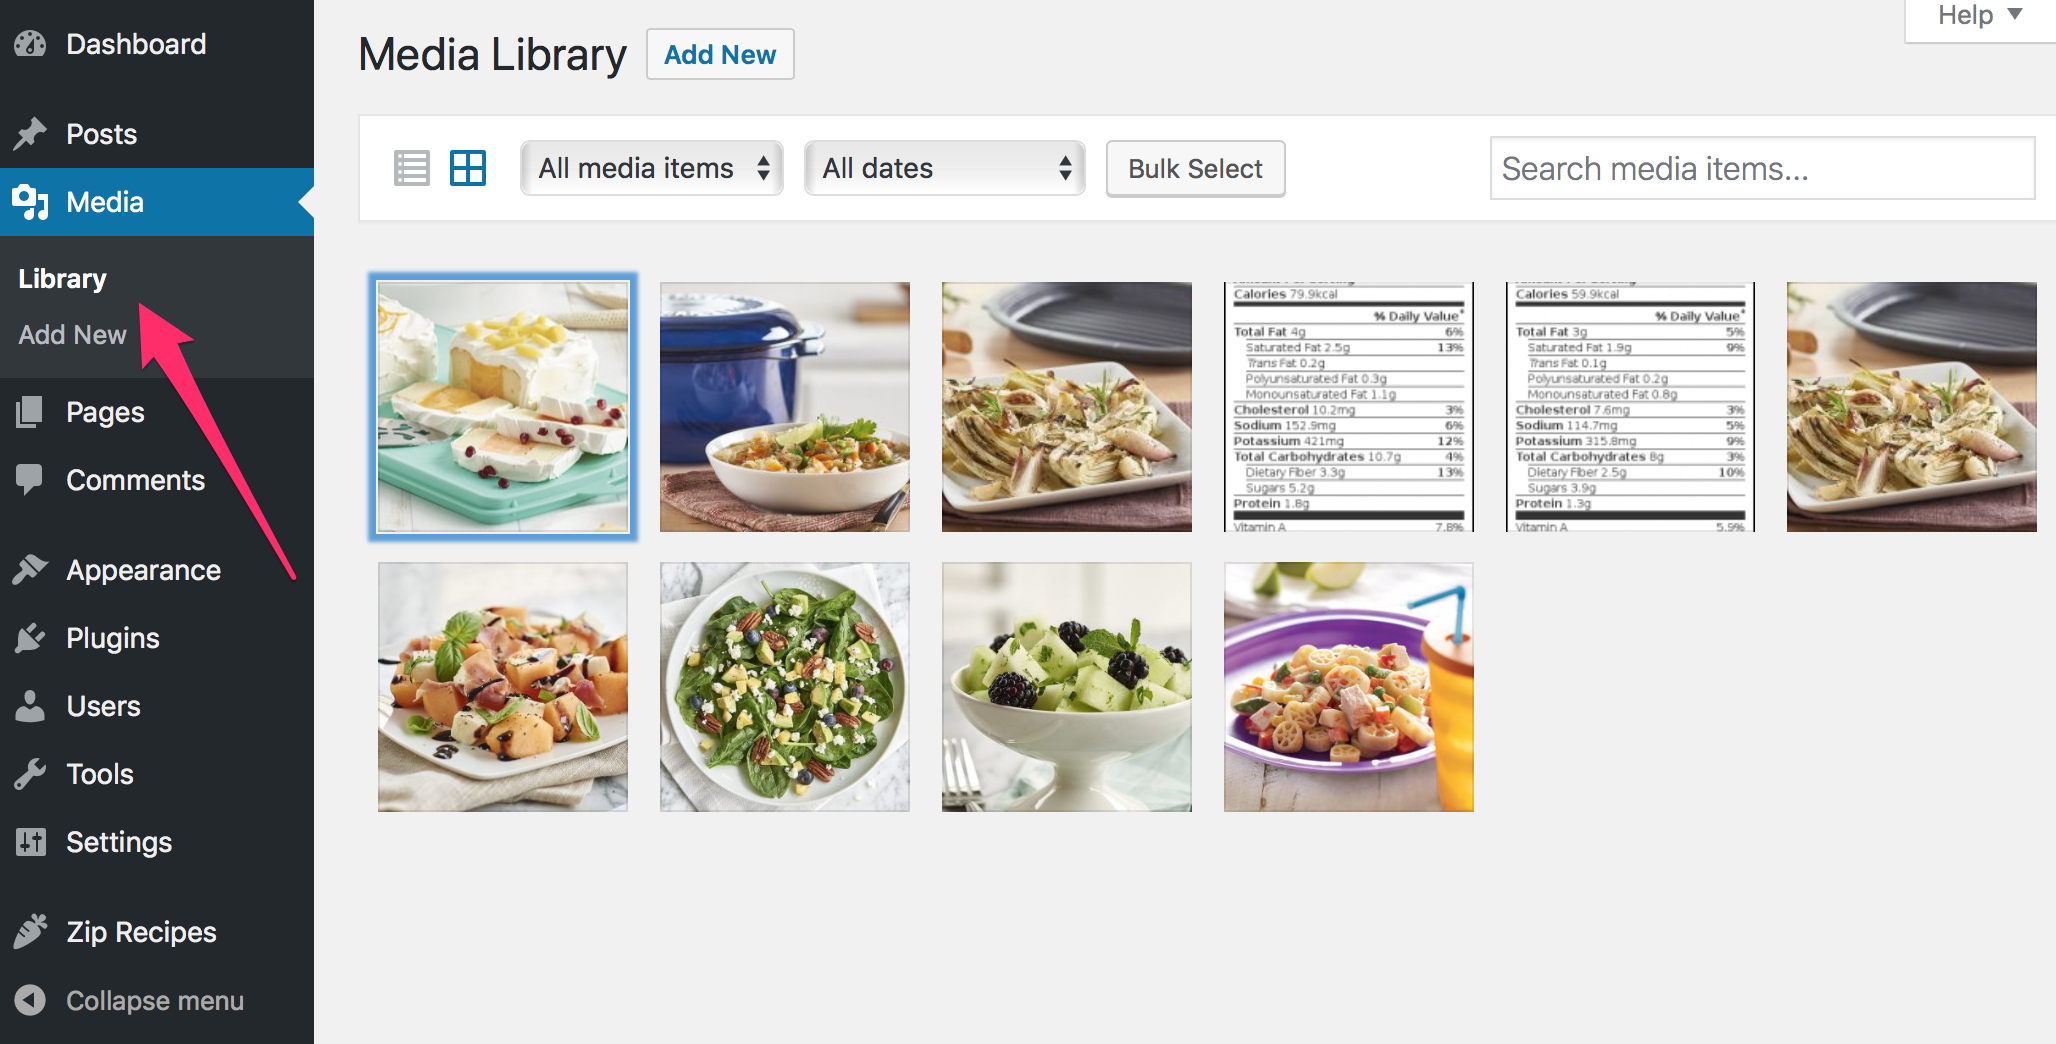 Dashboard
Posts
Media
Library
Add New
Pages
Comments
Appearance
Plugins
Users
Tools
Settings
Zip Recipes
Collapse menu
Help
Media Library
Add New
All media items
All dates
Bulk Select
Search media items...
Calories 79.9kcal
% Daily Value*
Total Fat 4g 6%
Saturated Fat 2.5g 13%
Trans Fat 0.2g
Polyunsaturated Fat 0.3g
Monounsaturated Fat 1.1g
Cholesterol 10.2mg 3%
Sodium 152.9mg 6%
Potassium 421mg 12%
Total Carbohydrates 10.7g 4%
Dietary Fiber 3.3g 13%
Sugars 5.2g
Protein 1.8g
Vitamin A 7.8%
Calories 59.9kcal
% Daily Value*
Total Fat 3g 5%
Saturated Fat 1.9g 9%
Trans Fat 0.1g
Polyunsaturated Fat 0.2g
Monounsaturated Fat 0.8g
Cholesterol 7.6mg 3%
Sodium 114.7mg 5%
Potassium 315.8mg 9%
Total Carbohydrates 8g 3%
Dietary Fiber 2.5g 10%
Sugars 3.9g
Protein 1.3g
Vitamin A 5.9%